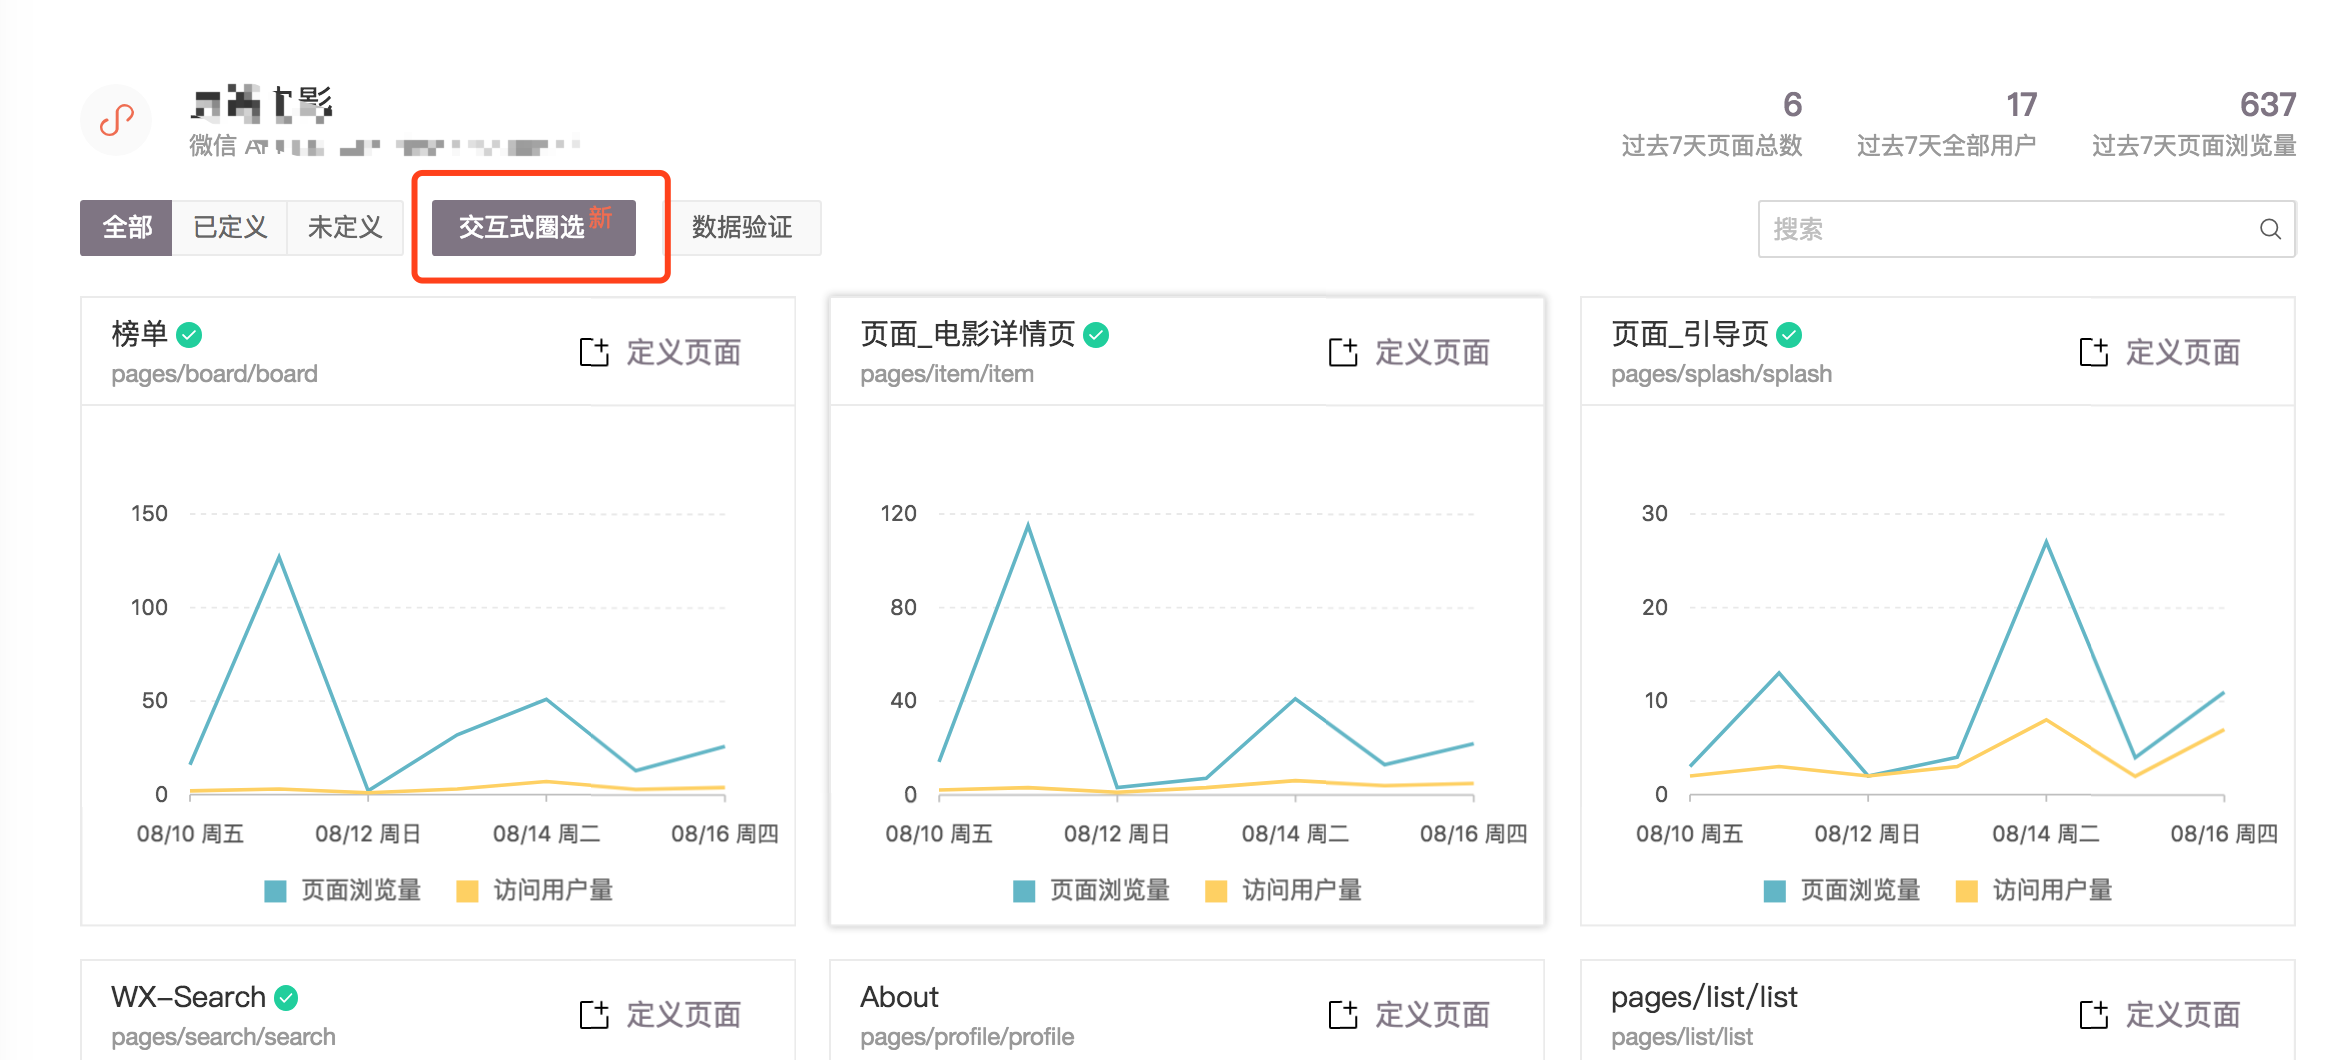 影
微信
6
过去7天页面总数
17
过去7天全部用户
637
过去7天页面浏览量
全部
已定义
未定义
交互式圈选 新
数据验证
搜索
榜单
pages/board/board
定义页面
150
100
50
0
08/10 周五
08/12 周日
08/14 周二
08/16 周四
页面浏览量
访问用户量
页面_电影详情页
pages/item/item
定义页面
120
80
40
0
08/10 周五
08/12 周日
08/14 周二
08/16 周四
页面浏览量
访问用户量
页面_引导页
pages/splash/splash
定义页面
30
20
10
0
08/10 周五
08/12 周日
08/14 周二
08/16 周四
页面浏览量
访问用户量
WX-Search
pages/search/search
定义页面
About
pages/profile/profile
定义页面
pages/list/list
pages/list/list
定义页面